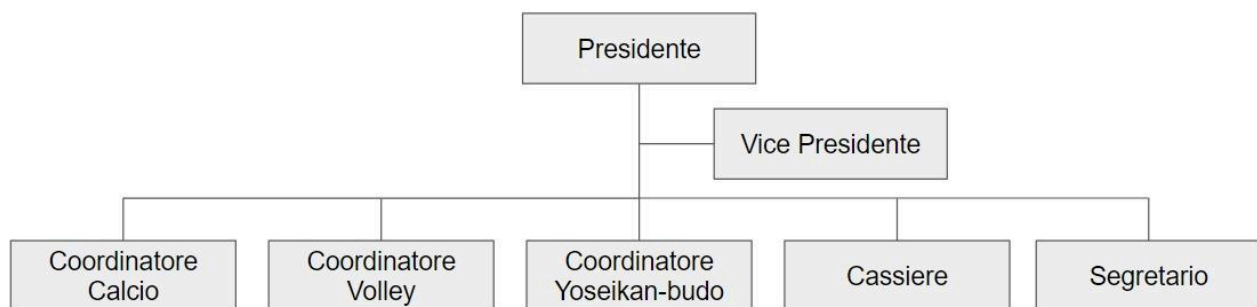 Presidente
Vice Presidente
Coordinatore
Calcio
Coordinatore
Volley
Coordinatore
Yoseikan-budo
Cassiere
Segretario